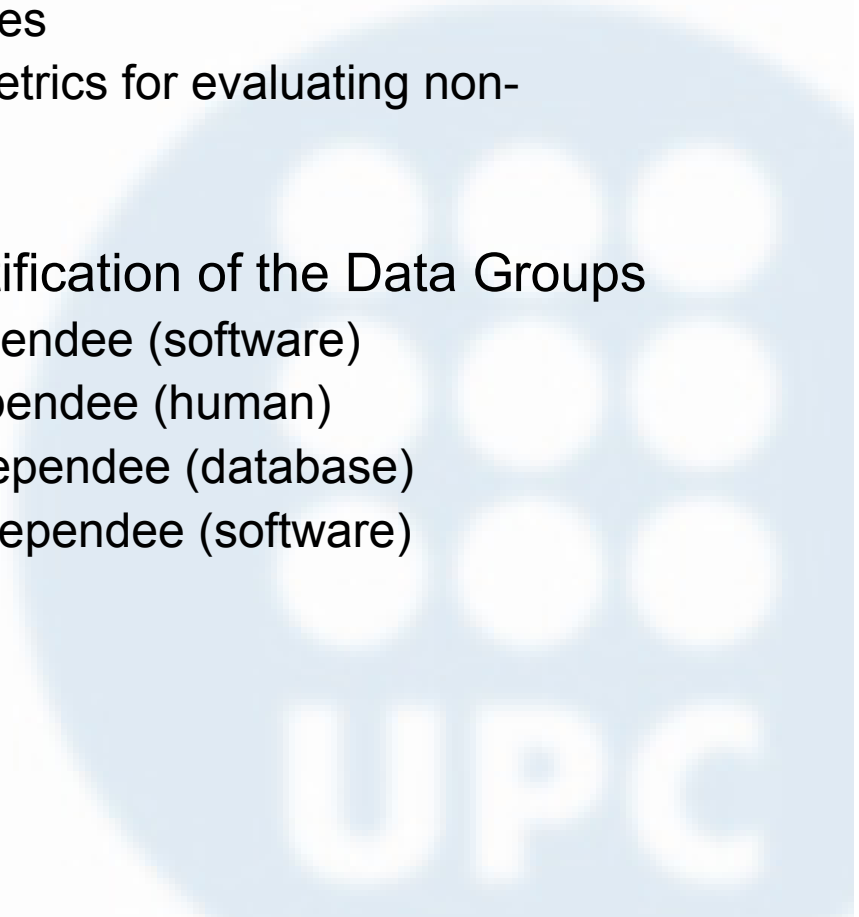 es
etrics for evaluating non-
ification of the Data Groups
endee (software)
pendee (human)
ependee (database)
ependee (software)
UPC